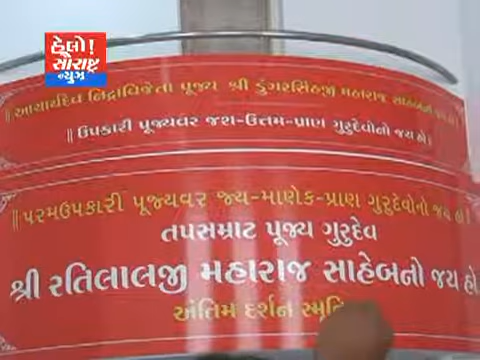 હેલો!
સૌરાષ્ટ્ર
ન્યુઝ
॥ આચાર્યદેવ નિદ્રાવિજેતા પૂજ્ય શ્રી ડુંગરસિંહજી મહારાજ સાહેબનો જય હો ॥
॥ ઉપકારી પૂજ્યવર જશ-ઉત્તમ-પ્રાણ ગુરુદેવોનો જય હો ॥
॥ પરમઉપકારી પૂજ્યવર જય-માણેક-પ્રાણ ગુરુદેવોનો જય હો ॥
તપસમ્રાટ પૂજ્ય ગુરુદેવ
શ્રી રતિલાલજી મહારાજ સાહેબનો જય હો
અંતિમ દર્શન સ્મૃતિ